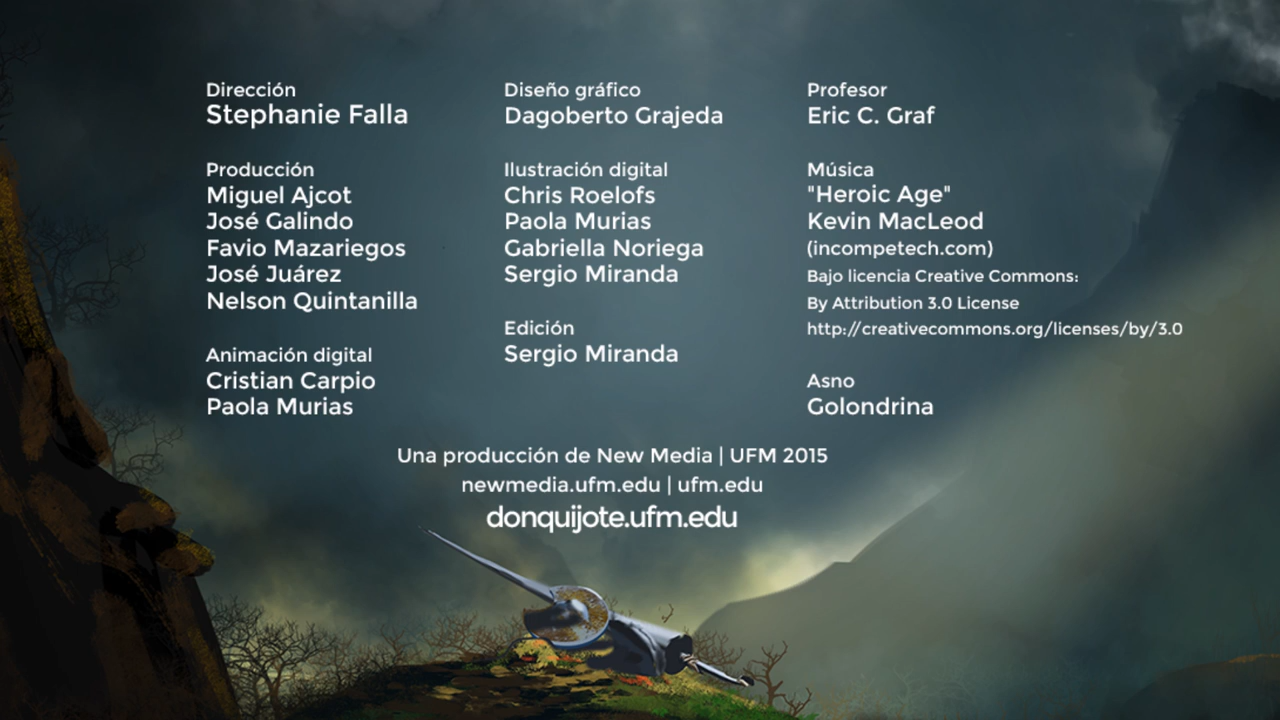 Dirección
Stephanie Falla
Producción
Miguel Ajcot
José Galindo
Favio Mazariegos
José Juárez
Nelson Quintanilla
Animación digital
Cristian Carpio
Paola Murias
Diseño gráfico
Dagoberto Grajeda
Ilustración digital
Chris Roelofs
Paola Murias
Gabriella Noriega
Sergio Miranda
Edición
Sergio Miranda
Profesor
Eric C. Graf
Música
"Heroic Age"
Kevin MacLeod
(incompetech.com)
Bajo licencia Creative Commons:
By Attribution 3.0 License
http://creativecommons.org/licenses/by/3.0
Asno
Golondrina
Una producción de New Media | UFM 2015
newmedia.ufm.edu | ufm.edu
donquijote.ufm.edu